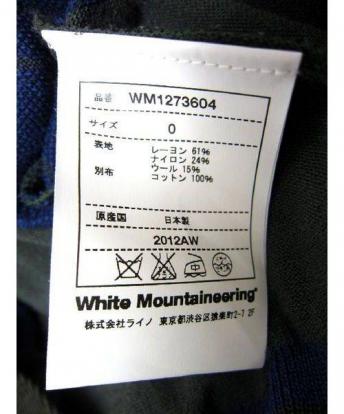 品番 WM1273604
サイズ 0
表地 レーヨン 61%
ナイロン 24%
ウール 15%
別布 コットン 100%
原産国 日本製
2012AW
White Mountaineering®
株式会社ライノ 東京都渋谷区猿楽町2-7 2F